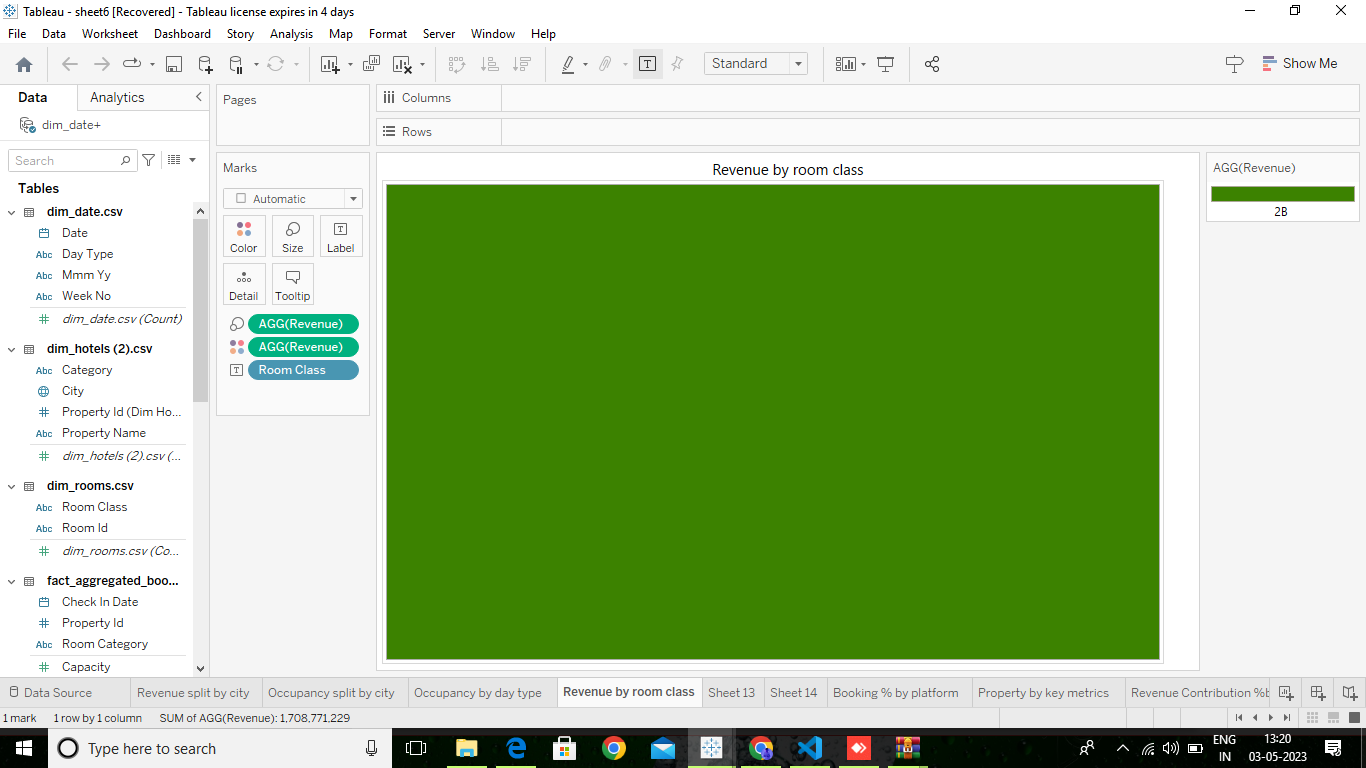 Tableau - sheet6 [Recovered] - Tableau license expires in 4 days
File Data Worksheet Dashboard Story Analysis Map Format Server Window Help
Standard
Show Me
Data Analytics
dim_date+
Search
Tables
dim_date.csv
Date
Abc Day Type
Abc Mmm Yy
Abc Week No
dim_date.csv (Count)
dim_hotels (2).csv
Abc Category
City
Property Id (Dim Ho...
Abc Property Name
dim_hotels (2).csv (...
dim_rooms.csv
Abc Room Class
Abc Room Id
dim_rooms.csv (Co...
fact_aggregated_boo...
Check In Date
Property Id
Abc Room Category
Capacity
Pages
Marks
Automatic
Color Size Label
Detail Tooltip
AGG(Revenue)
AGG(Revenue)
Room Class
Columns
Rows
Revenue by room class
AGG(Revenue)
2B
Data Source Revenue split by city Occupancy split by city Occupancy by day type Revenue by room class Sheet 13 Sheet 14 Booking % by platform Property by key metrics Revenue Contribution %b
1 mark 1 row by 1 column SUM of AGG(Revenue): 1,708,771,229
Type here to search
ENG
IN
13:20
03-05-2023